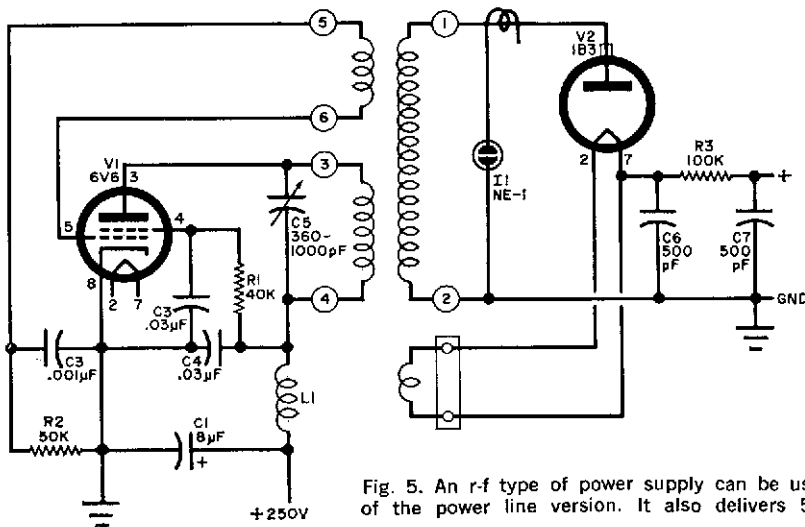 5
6
3
4
1
2
V1
6V6
3
5
4
8
2
7
C5
360-
1000pF
R1
40K
C3
.03µF
C3
.001µF
C4
.03µF
L1
R2
50K
C1
8µF
+
+250V
V2
1B3
2
7
I1
NE-1
R3
100K
+
C6
500
pF
C7
500
pF
GND
Fig. 5. An r-f type of power supply can be us
of the power line version. It also delivers 5